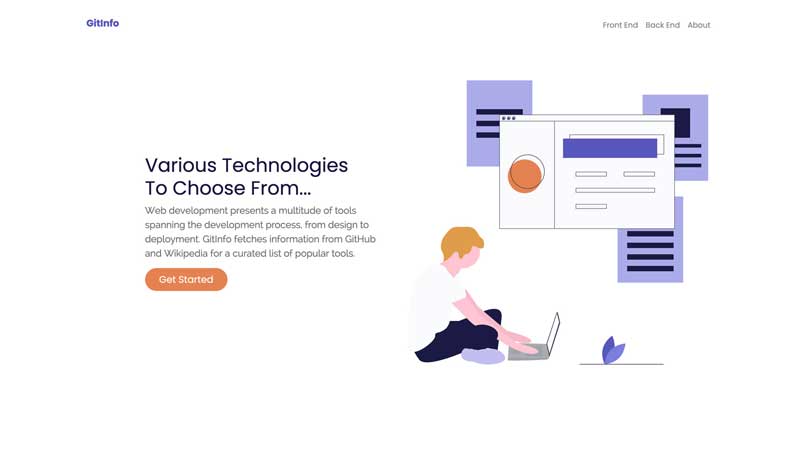 GitInfo
Front End Back End About
Various Technologies
To Choose From...
Web development presents a multitude of tools
spanning the development process, from design to
deployment. GitInfo fetches information from GitHub
and Wikipedia for a curated list of popular tools.
Get Started